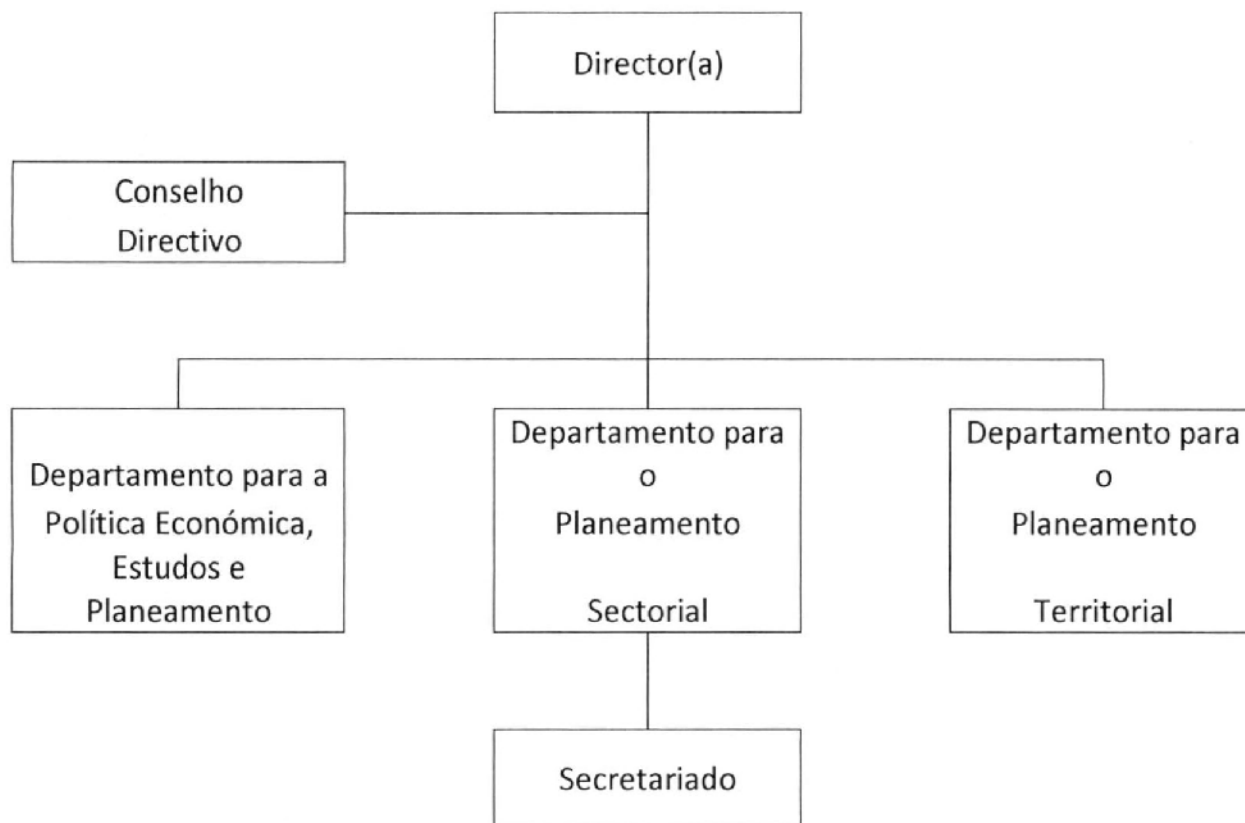 Director(a)
Conselho
Directivo
Departamento para a
Política Económica,
Estudos e
Planeamento
Departamento para
o
Planeamento
Sectorial
Departamento para
o
Planeamento
Territorial
Secretariado